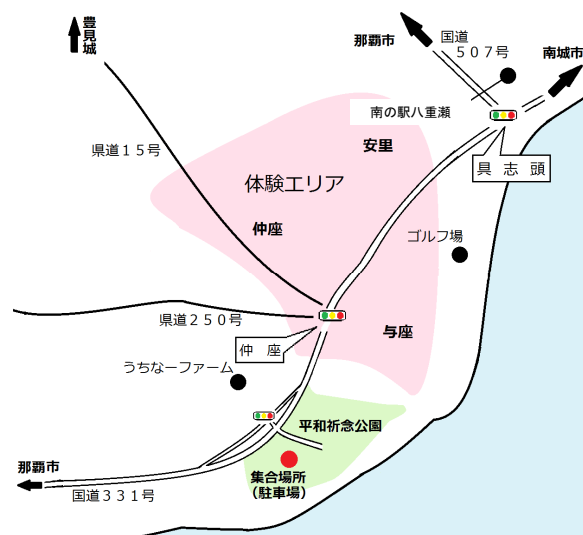 豊見城
国道
507号
那覇市
南城市
南の駅八重瀬
県道15号
安里
具志頭
体験エリア
仲座
ゴルフ場
県道250号
与座
仲座
うちなーファーム
平和祈念公園
那覇市
集合場所
（駐車場）
国道331号